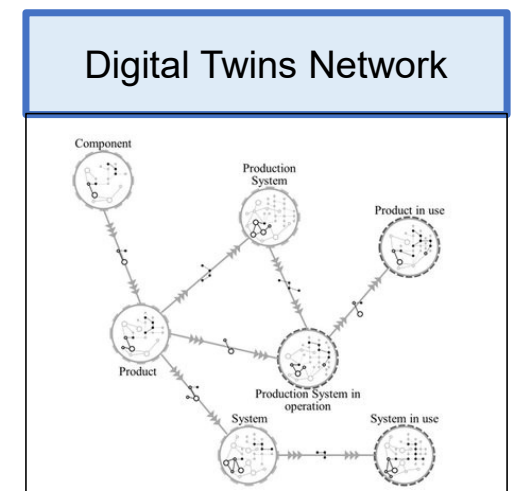 Digital Twins Network
Component
Production
System
Product in use
Product
Production System in
operation
System
System in use